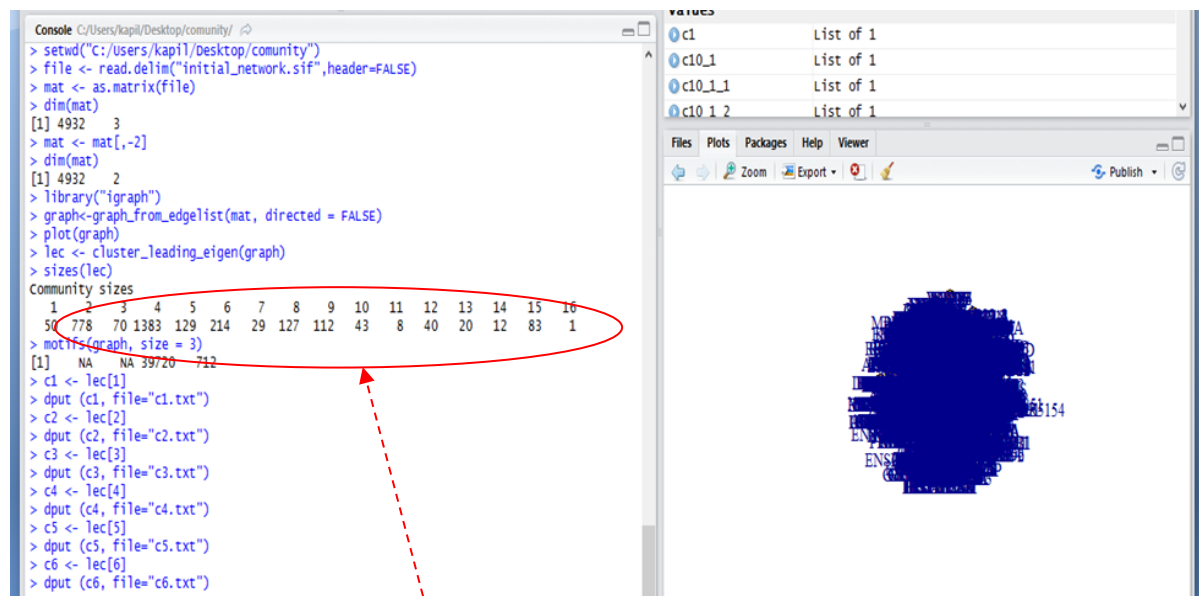 Console C:/Users/kapil/Desktop/comunity/
> setwd("C:/Users/kapil/Desktop/comunity")
> file <- read.delim("initial_network.sif",header=FALSE)
> mat <- as.matrix(file)
> dim(mat)
[1] 4932    3
> mat <- mat[,-2]
> dim(mat)
[1] 4932    2
> library("igraph")
> graph<-graph_from_edgelist(mat, directed = FALSE)
> plot(graph)
> lec <- cluster_leading_eigen(graph)
> sizes(lec)
Community sizes
1 2 3 4 5 6 7 8 9 10 11 12 13 14 15 16
50 778 70 1383 129 214 29 127 112 43 8 40 20 12 83 1
> motifs(graph, size = 3)
[1] NA NA 39720 712
> c1 <- lec[1]
> dput (c1, file="c1.txt")
> c2 <- lec[2]
> dput (c2, file="c2.txt")
> c3 <- lec[3]
> dput (c3, file="c3.txt")
> c4 <- lec[4]
> dput (c4, file="c4.txt")
> c5 <- lec[5]
> dput (c5, file="c5.txt")
> c6 <- lec[6]
> dput (c6, file="c6.txt")
values
c1 List of 1
c10_1 List of 1
c10_1_1 List of 1
c10_1_2 List of 1
Files Plots Packages Help Viewer
Zoom Export Publish